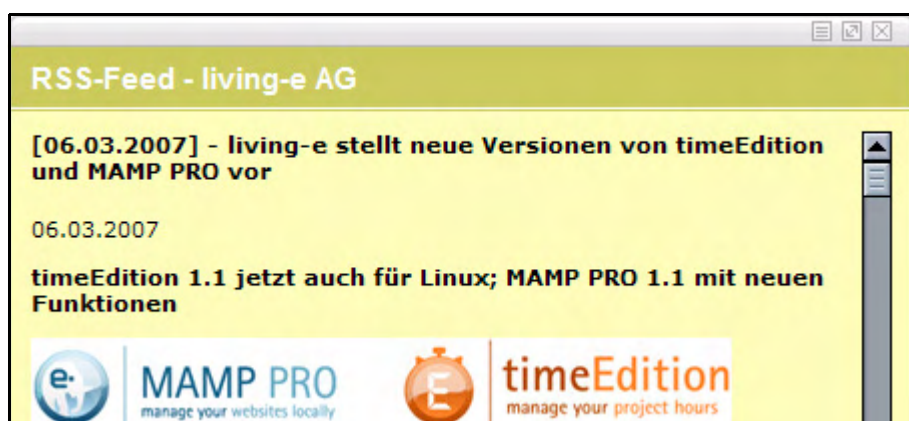 RSS-Feed - living-e AG
[06.03.2007] - living-e stellt neue Versionen von timeEdition
und MAMP PRO vor
06.03.2007
timeEdition 1.1 jetzt auch für Linux; MAMP PRO 1.1 mit neuen
Funktionen
e· MAMP PRO E timeEdition
manage your websites locally manage your project hours